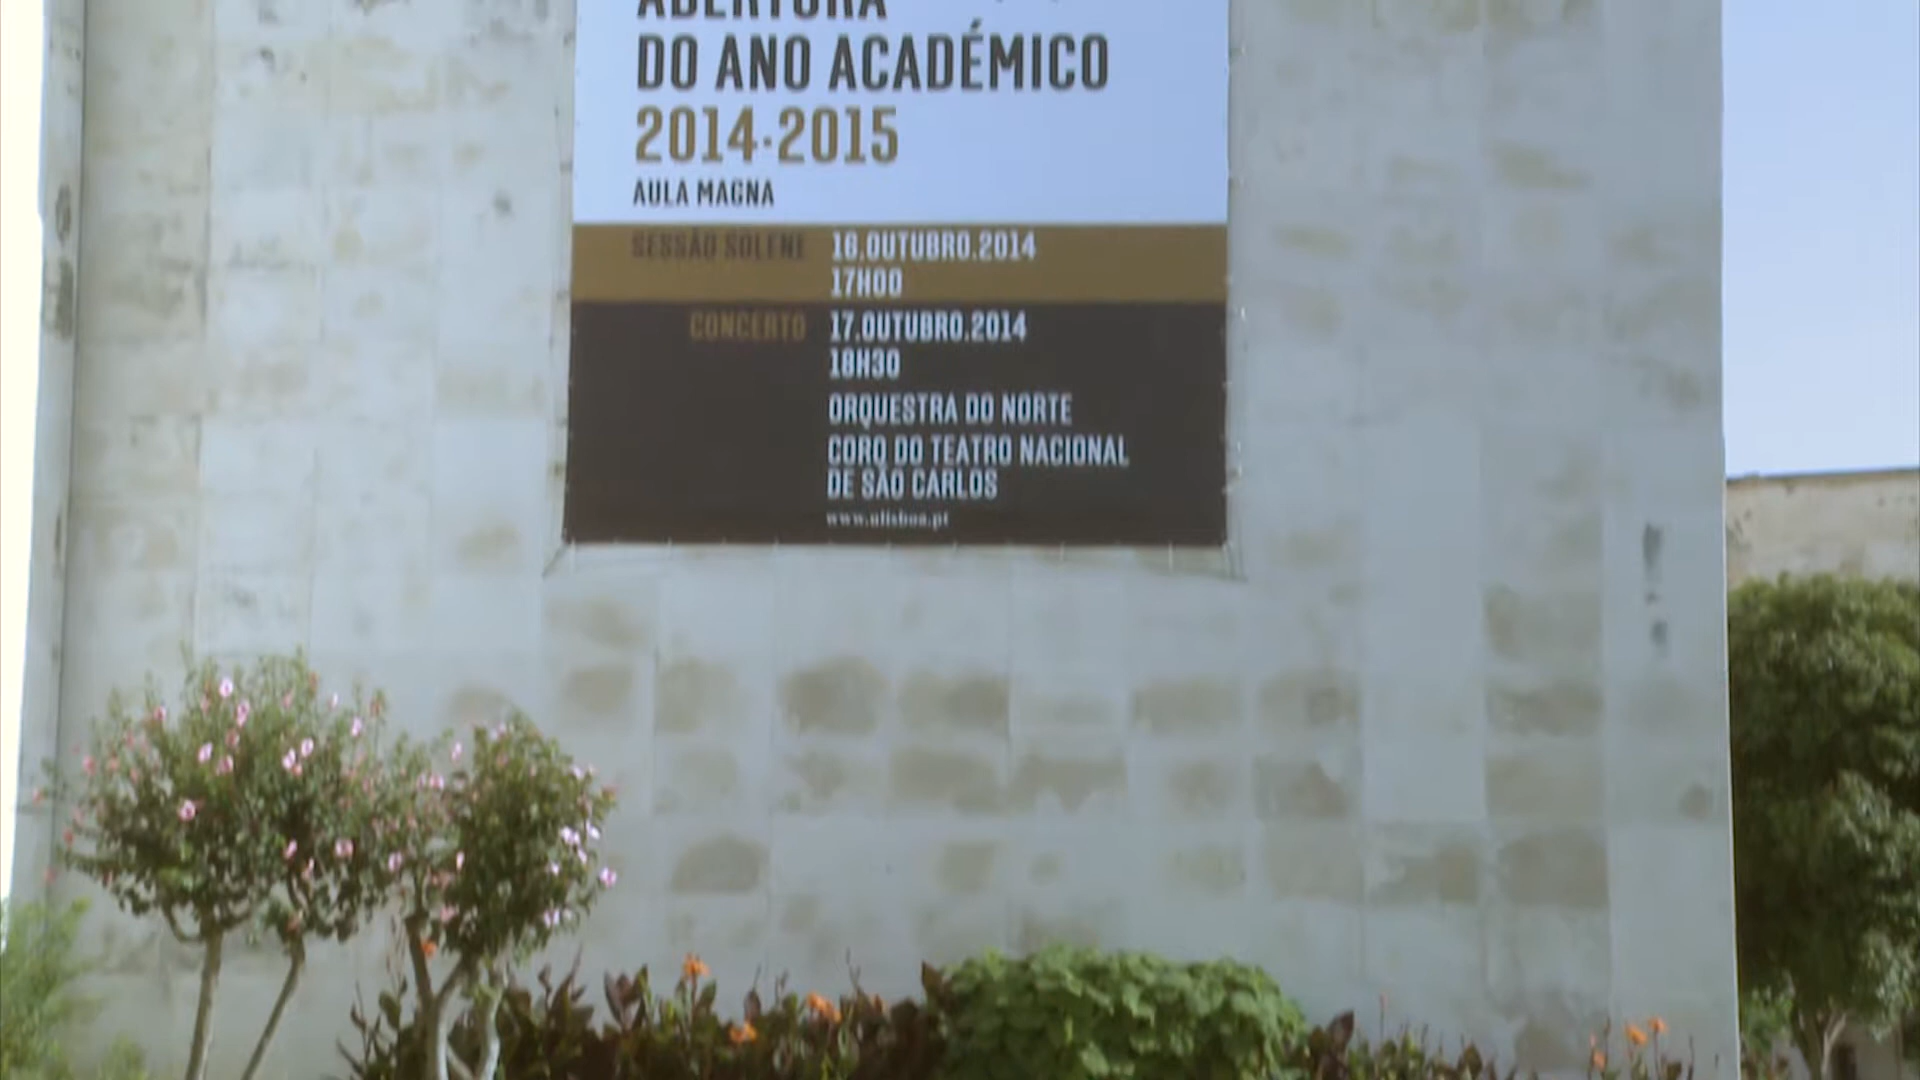 ABERTURA
DO ANO ACADÉMICO
2014·2015
AULA MAGNA
SESSÃO SOLENE 16.OUTUBRO.2014
17H00
CONCERTO 17.OUTUBRO.2014
18H30
ORQUESTRA DO NORTE
CORO DO TEATRO NACIONAL
DE SÃO CARLOS
www.ulisboa.pt